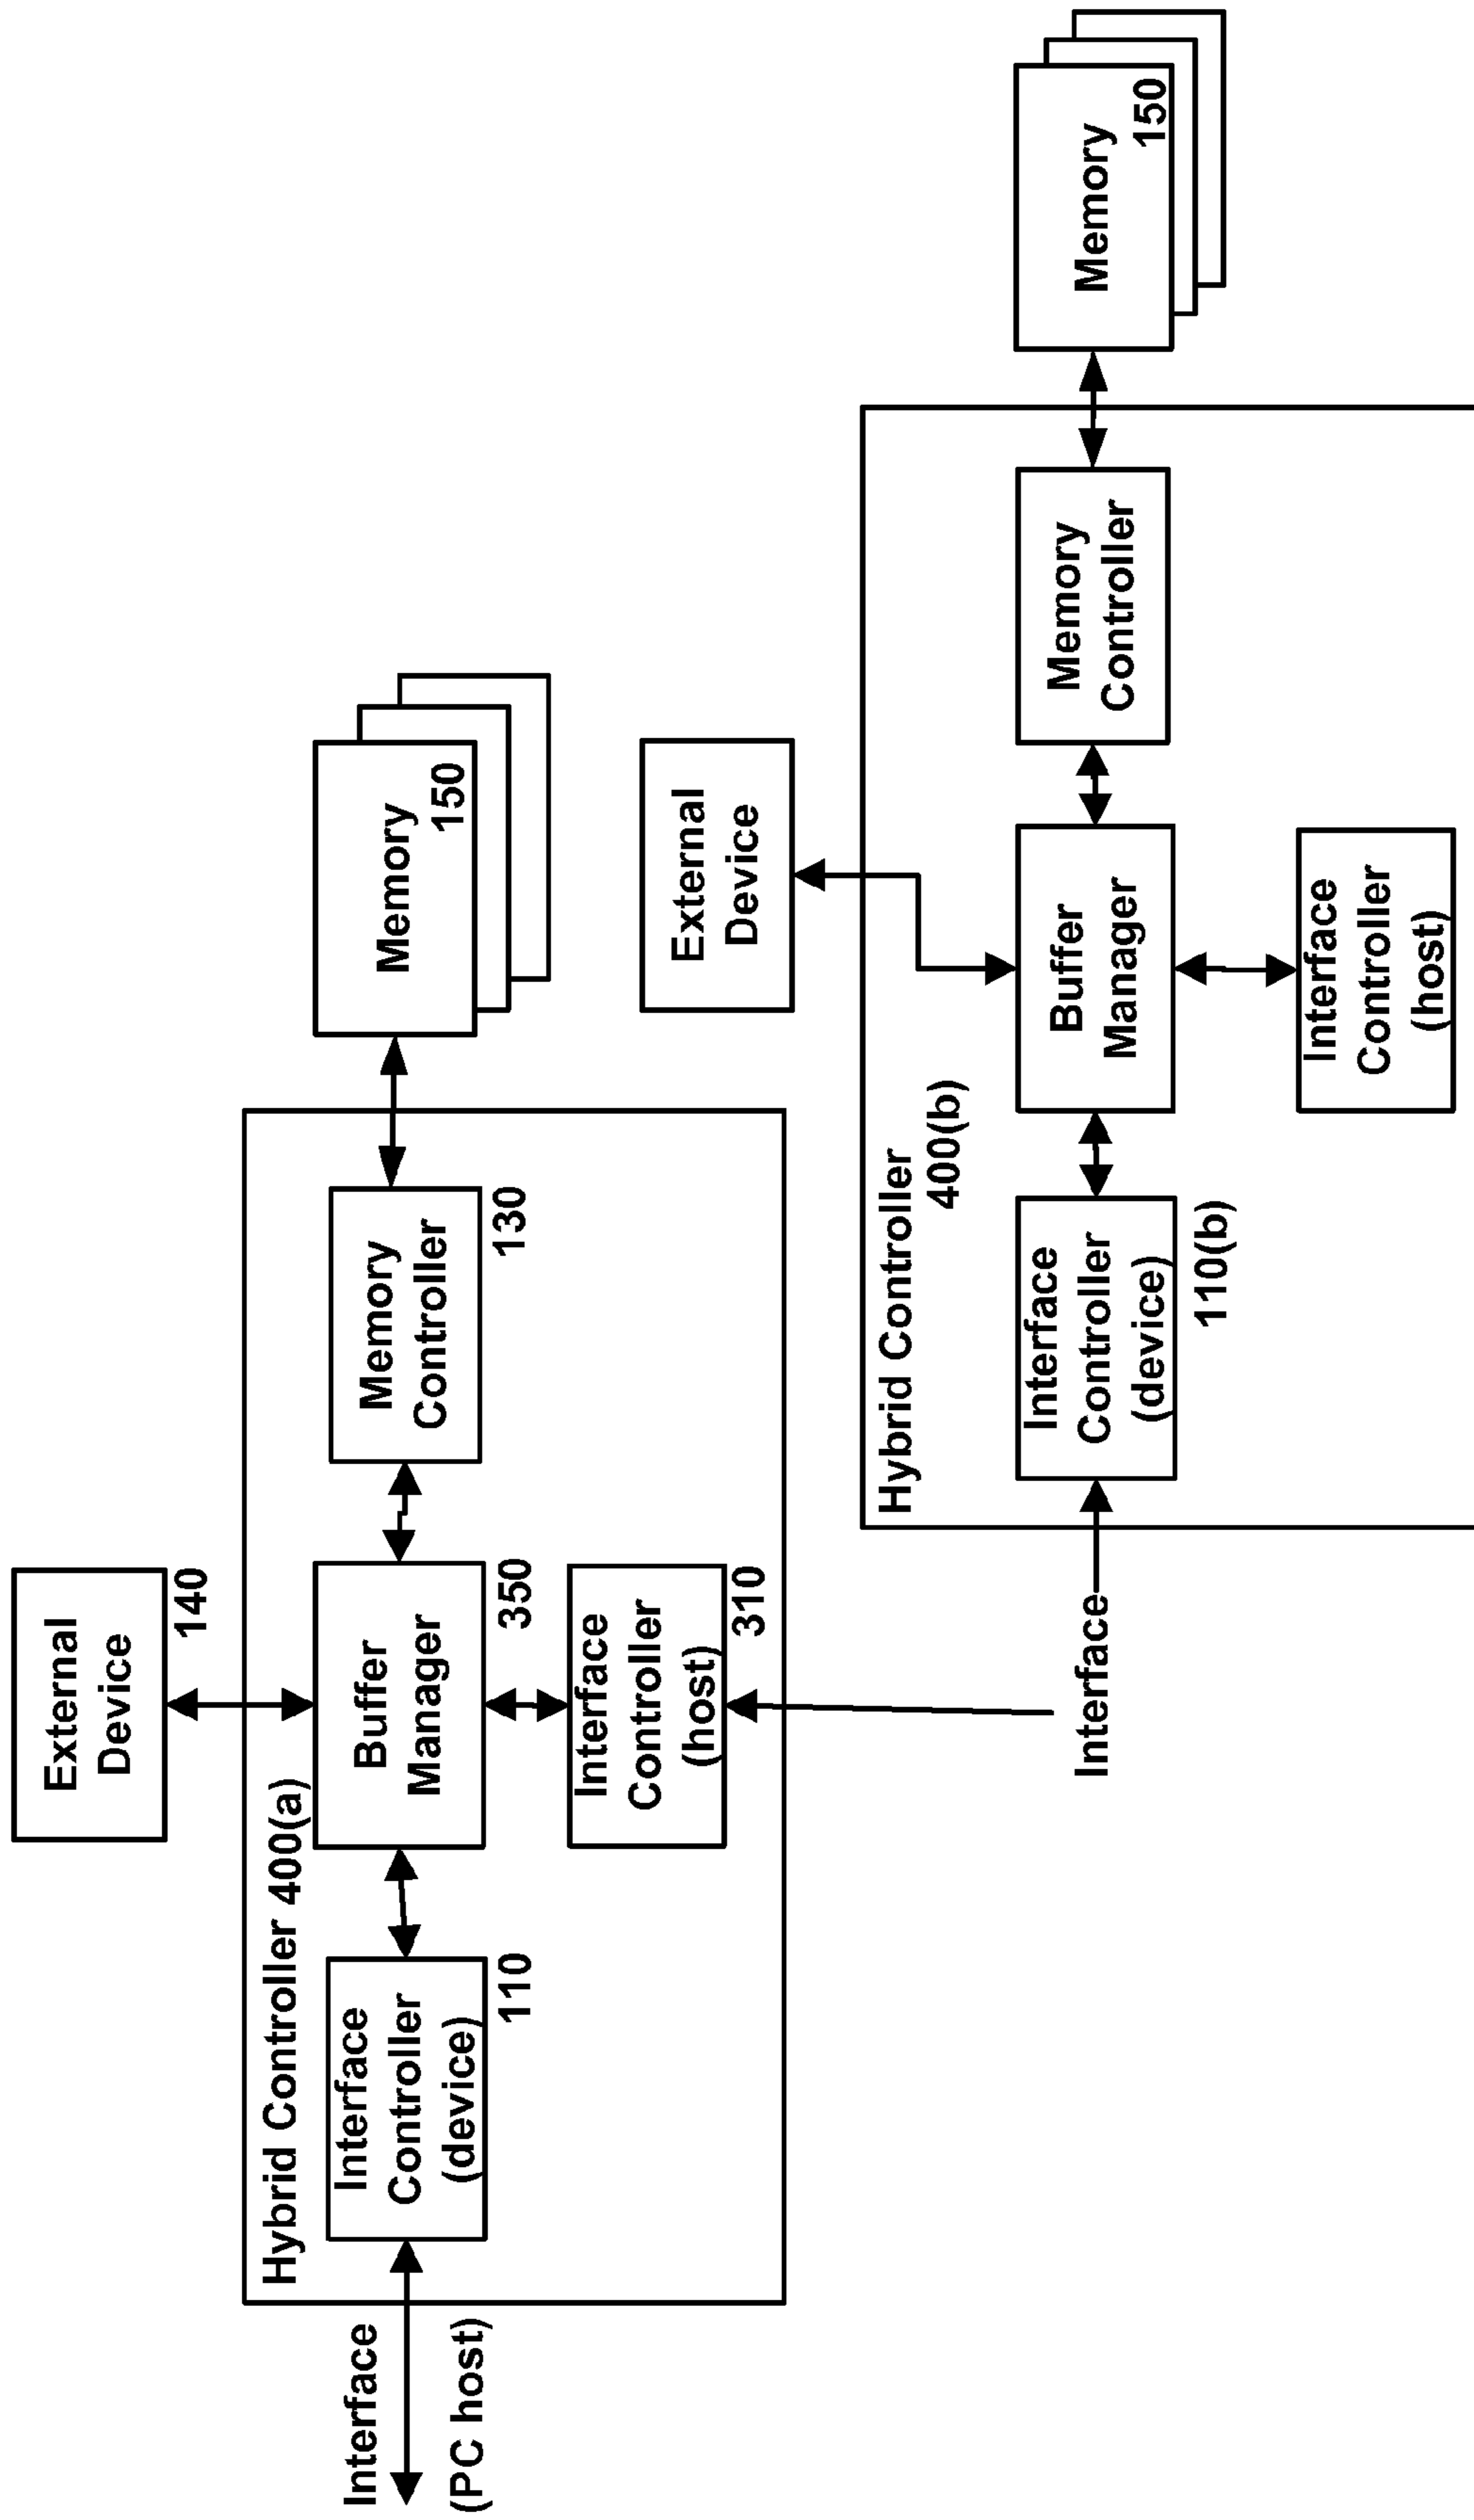 External
Device
140
Hybrid Controller 400(a)
Interface
(PC host)
Interface
Controller
(device)
110
Buffer
Manager
350
Memory
Controller
130
Memory
150
Interface
Controller
(host)
310
External
Device
Hybrid Controller
400(b)
Interface
Interface
Controller
(device)
110(b)
Buffer
Manager
Memory
Controller
Memory
150
Interface
Controller
(host)